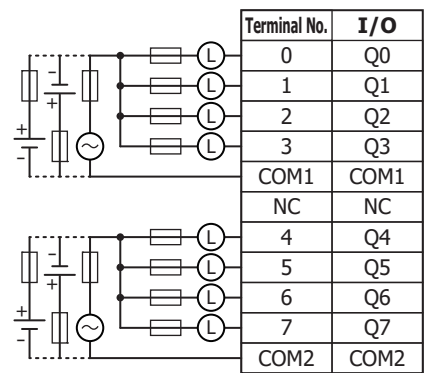 Terminal No. I/O
L 0 Q0
L 1 Q1
L 2 Q2
L 3 Q3
COM1 COM1
NC NC
L 4 Q4
L 5 Q5
L 6 Q6
L 7 Q7
COM2 COM2